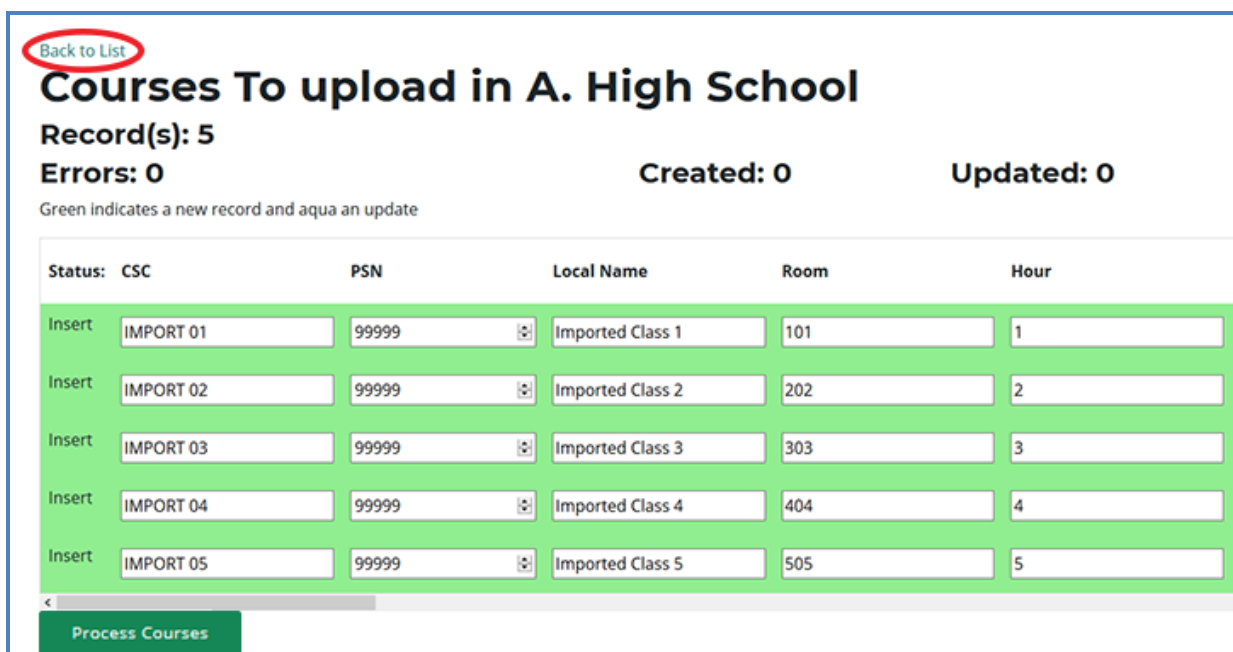 Back to List
Courses To upload in A. High School
Record(s): 5
Errors: 0 Created: 0 Updated: 0
Green indicates a new record and aqua an update
Status: CSC PSN Local Name Room Hour
Insert IMPORT 01 99999 Imported Class 1 101 1
Insert IMPORT 02 99999 Imported Class 2 202 2
Insert IMPORT 03 99999 Imported Class 3 303 3
Insert IMPORT 04 99999 Imported Class 4 404 4
Insert IMPORT 05 99999 Imported Class 5 505 5
Process Courses